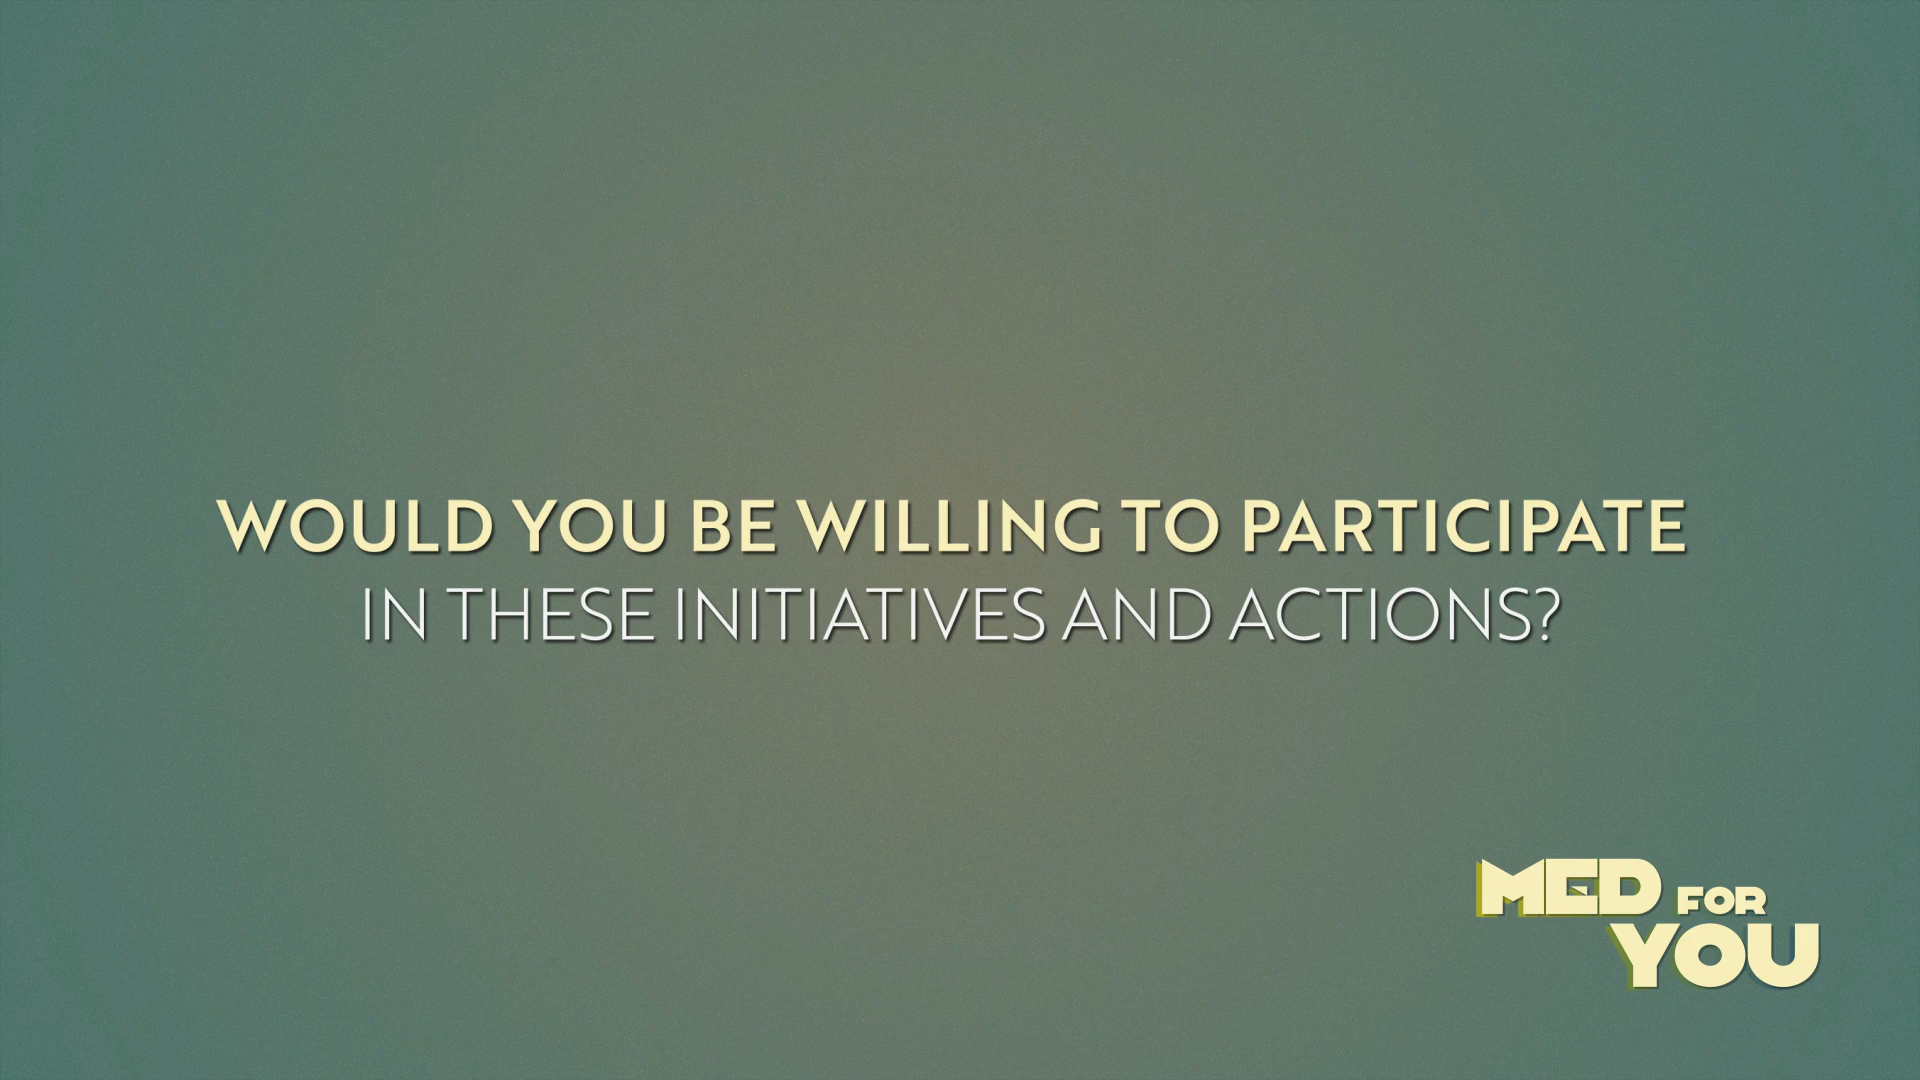 WOULD YOU BE WILLING TO PARTICIPATE
IN THESE INITIATIVES AND ACTIONS?
MED FOR
YOU